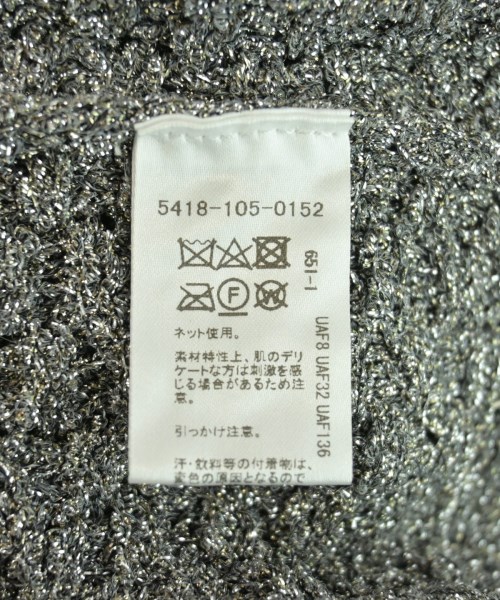 5418-105-0152
651-1
F
W
ネット使用。
素材特性上、肌のデリ
ケートな方は刺激を感
じる場合があるため注
意。
引っかけ注意。
汗・飲料等の付着物は、
変色の原因となるので
UAF8 UAF32 UAF136